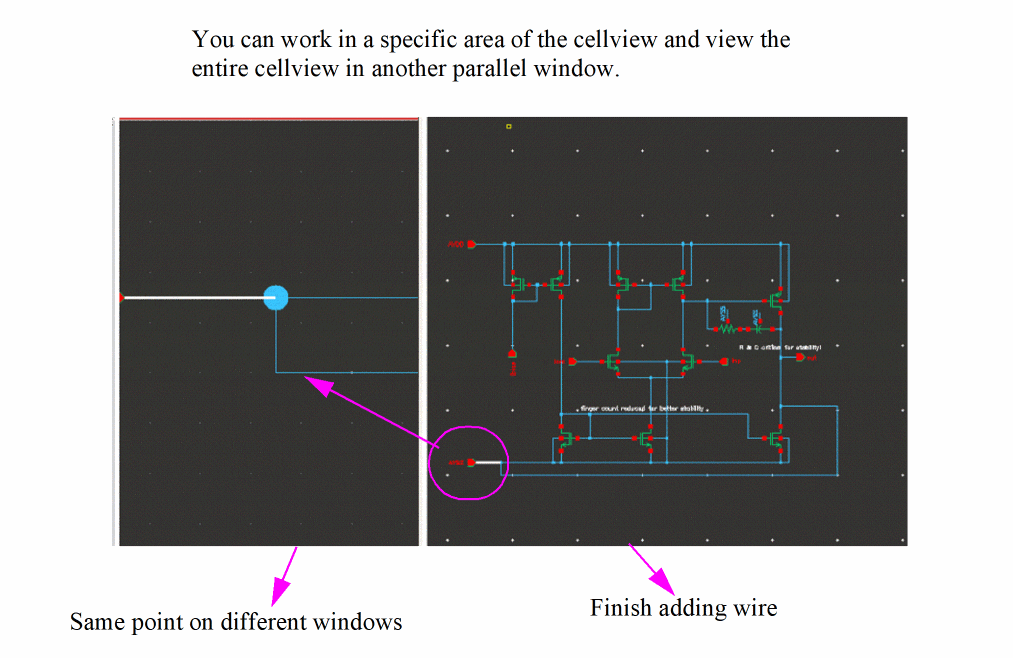 You can work in a specific area of the cellview and view the
entire cellview in another parallel window.
AVDD
R & C online for stability!
finger count reduced for better stability
Same point on different windows
Finish adding wire